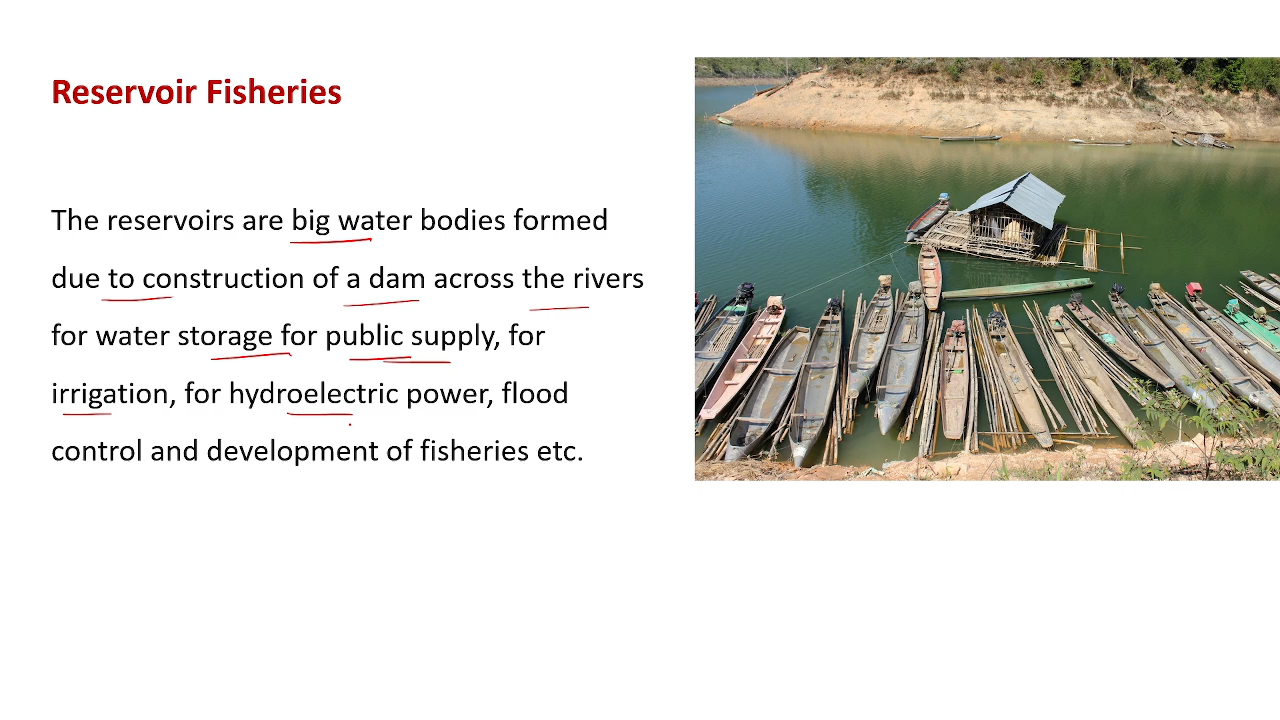 Reservoir Fisheries
The reservoirs are big water bodies formed
due to construction of a dam across the rivers
for water storage for public supply, for
irrigation, for hydroelectric power, flood
control and development of fisheries etc.